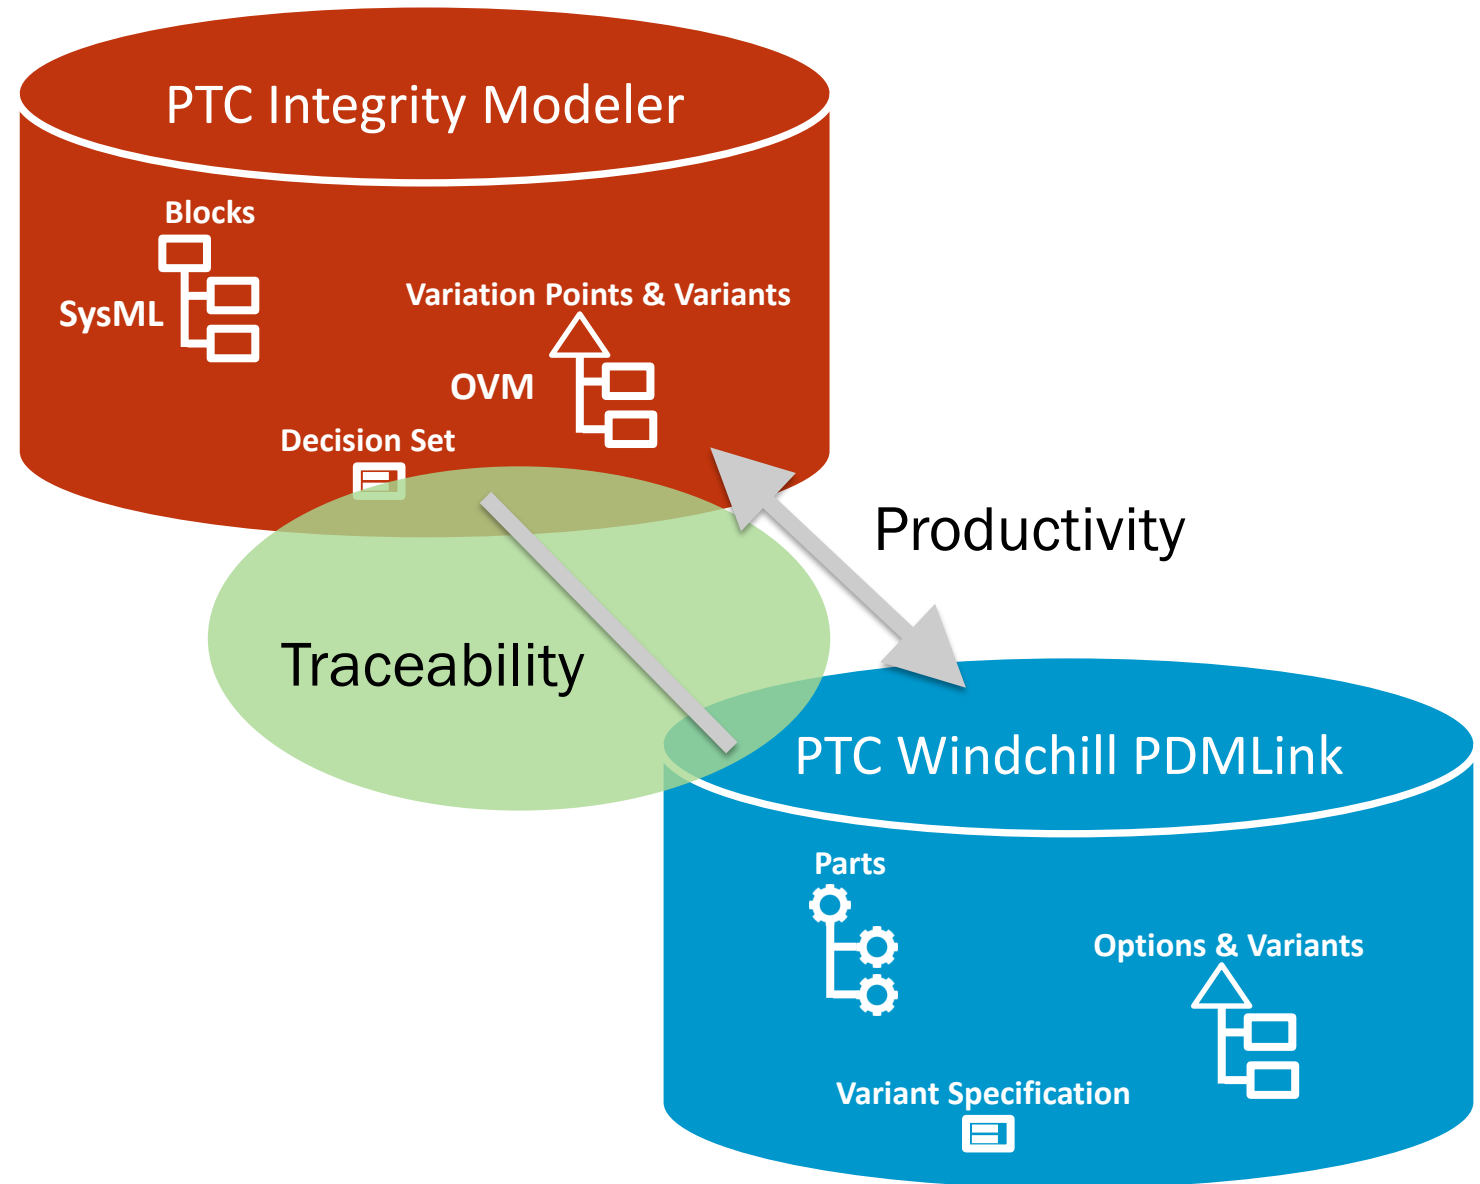 PTC Integrity Modeler
Blocks
SysML
Variation Points & Variants
OVM
Decision Set
Productivity
Traceability
PTC Windchill PDMLink
Parts
Options & Variants
Variant Specification